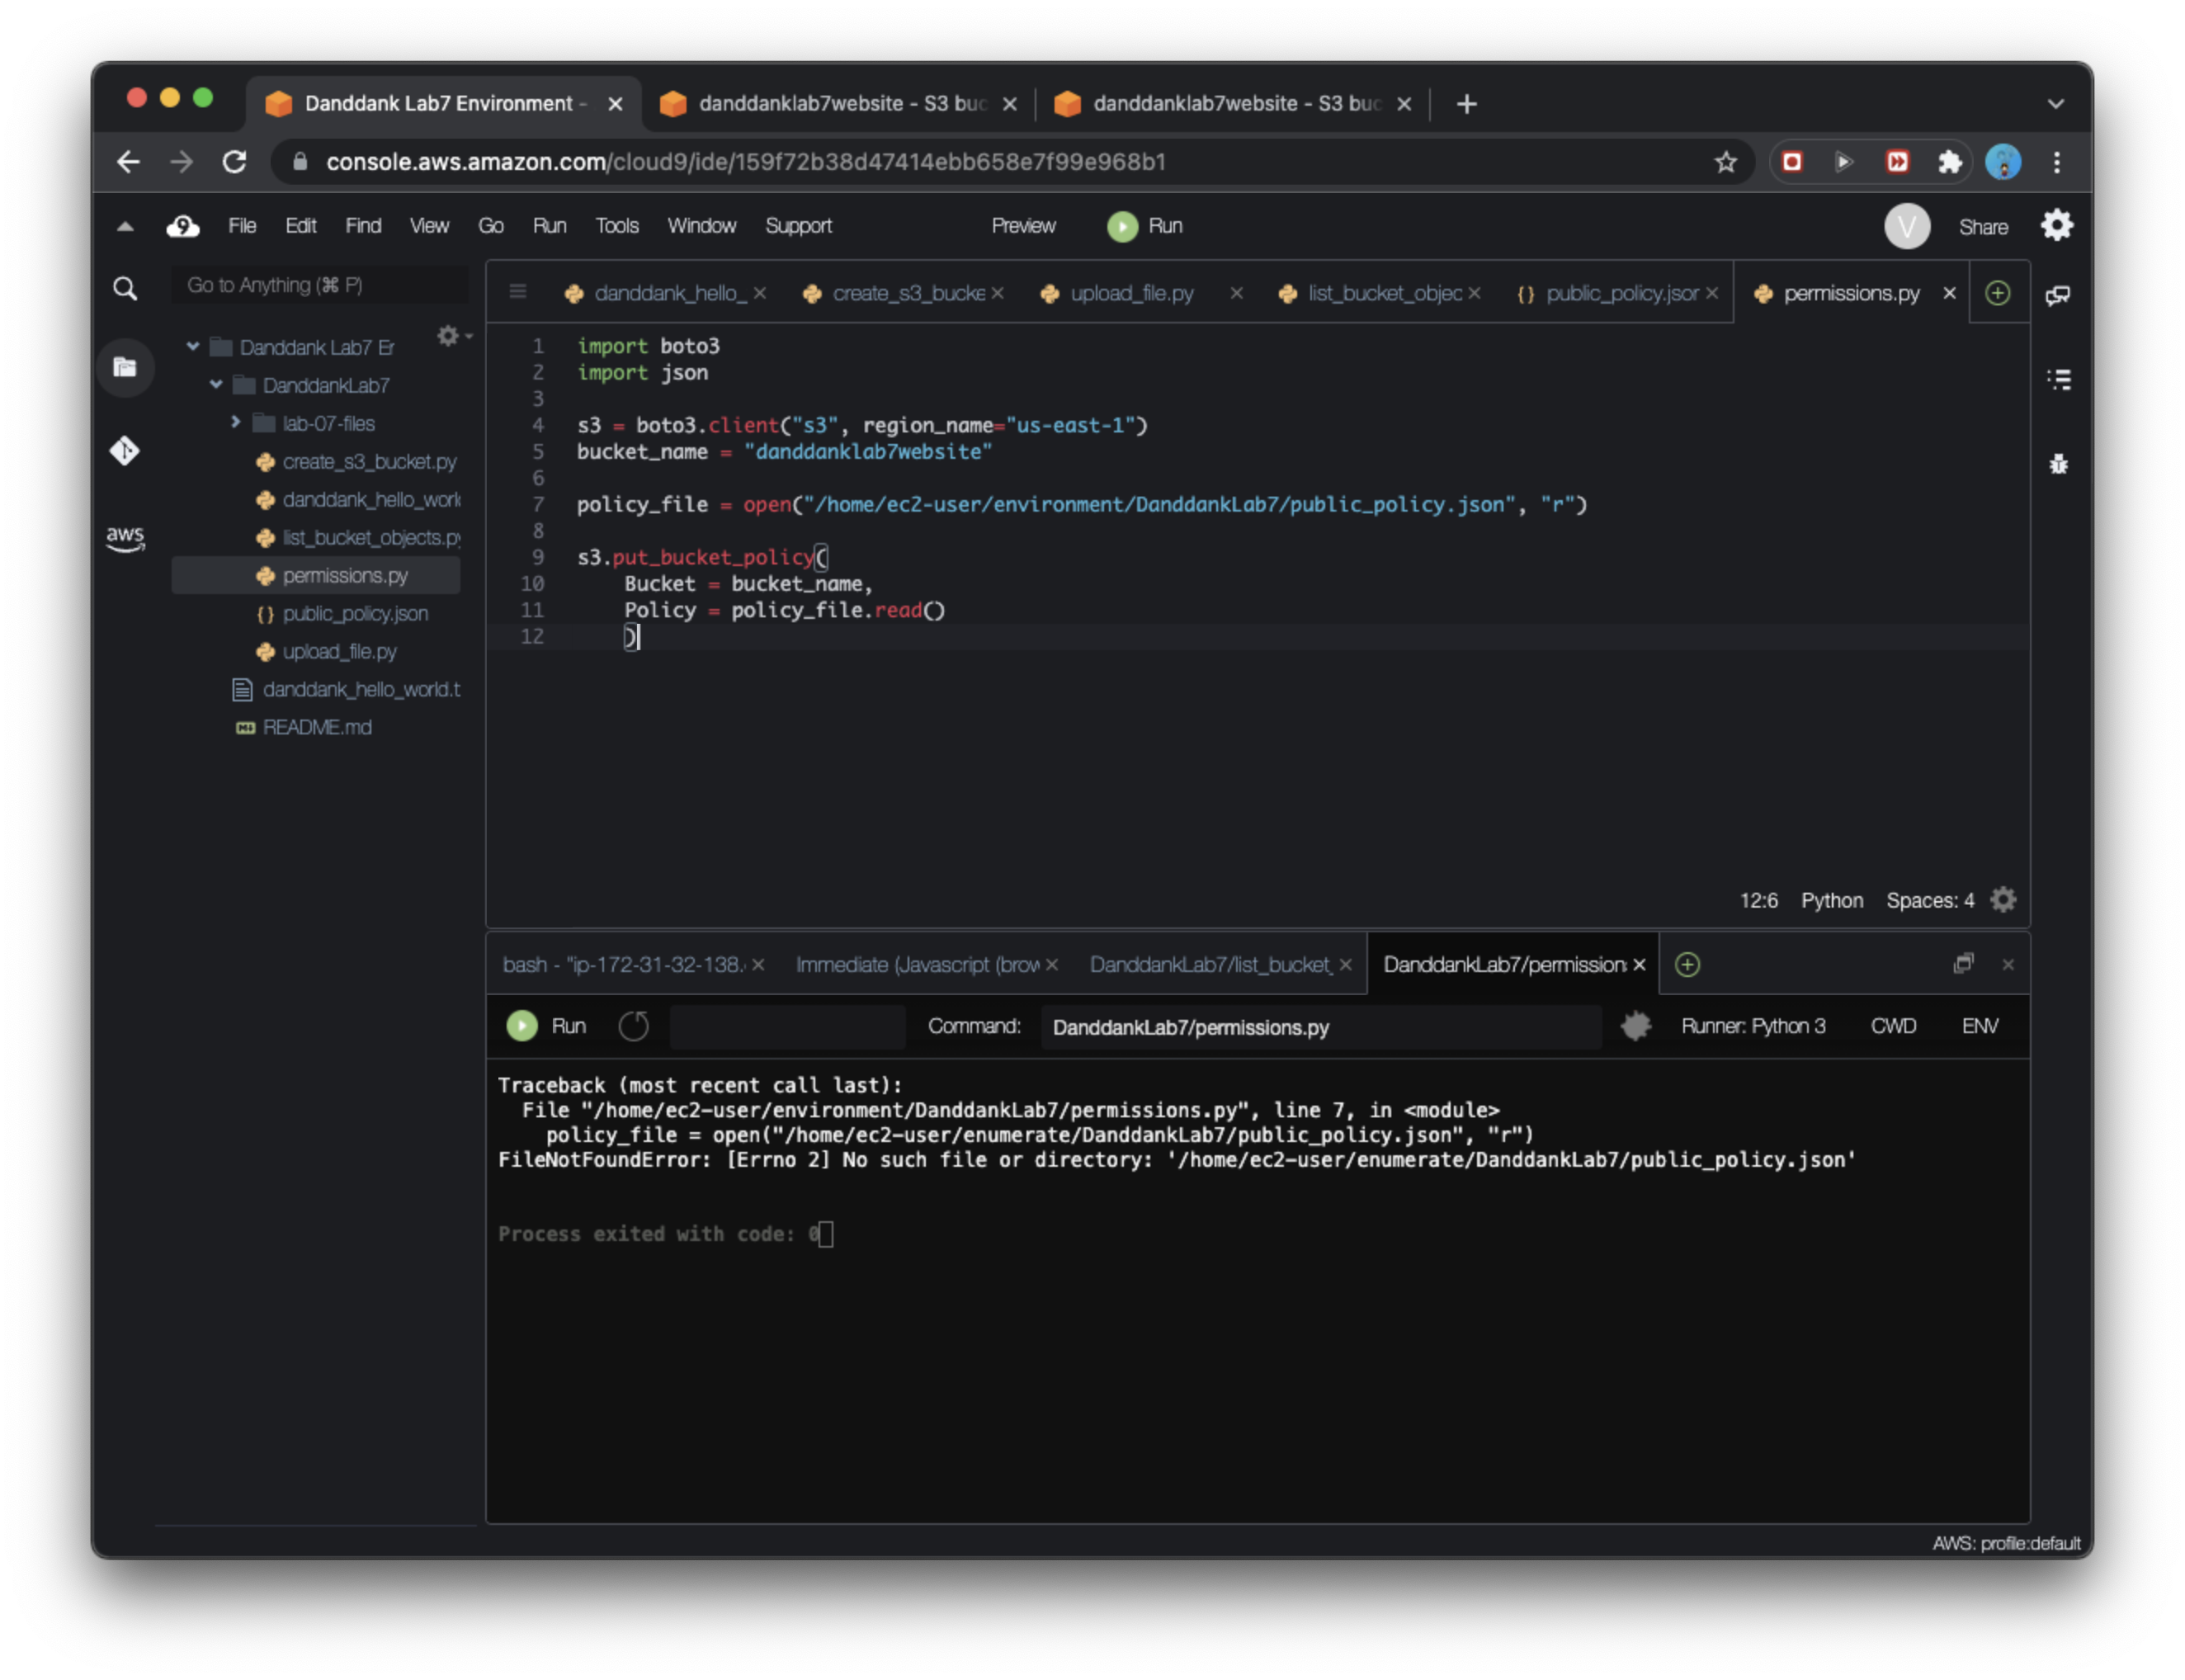 Danddank Lab7 Environment -
danddanklab7website - S3 buc
danddanklab7website - S3 buc
console.aws.amazon.com/cloud9/ide/159f72b38d47414ebb658e7f99e968b1
9 File Edit Find View Go Run Tools Window Support Preview Run V Share
Go to Anything (⌘ P)
Danddank Lab7 Er
DanddankLab7
lab-07-files
create_s3_bucket.py
danddank_hello_worl
list_bucket_objects.py
permissions.py
{} public_policy.json
upload_file.py
danddank_hello_world.t
README.md
aws
danddank_hello_ create_s3_bucke upload_file.py list_bucket_objec {} public_policy.jsor permissions.py
1 import boto3
2 import json
3
4 s3 = boto3.client("s3", region_name="us-east-1")
5 bucket_name = "danddanklab7website"
6
7 policy_file = open("/home/ec2-user/environment/DanddankLab7/public_policy.json", "r")
8
9 s3.put_bucket_policy(
10 Bucket = bucket_name,
11 Policy = policy_file.read()
12 )
12:6 Python Spaces: 4
bash - "ip-172-31-32-138. Immediate (Javascript (brow DanddankLab7/list_bucket_ DanddankLab7/permission
Run Command: DanddankLab7/permissions.py Runner: Python 3 CWD ENV
Traceback (most recent call last):
File "/home/ec2-user/environment/DanddankLab7/permissions.py", line 7, in <module>
policy_file = open("/home/ec2-user/enumerate/DanddankLab7/public_policy.json", "r")
FileNotFoundError: [Errno 2] No such file or directory: '/home/ec2-user/enumerate/DanddankLab7/public_policy.json'
Process exited with code: 0
AWS: profile:default